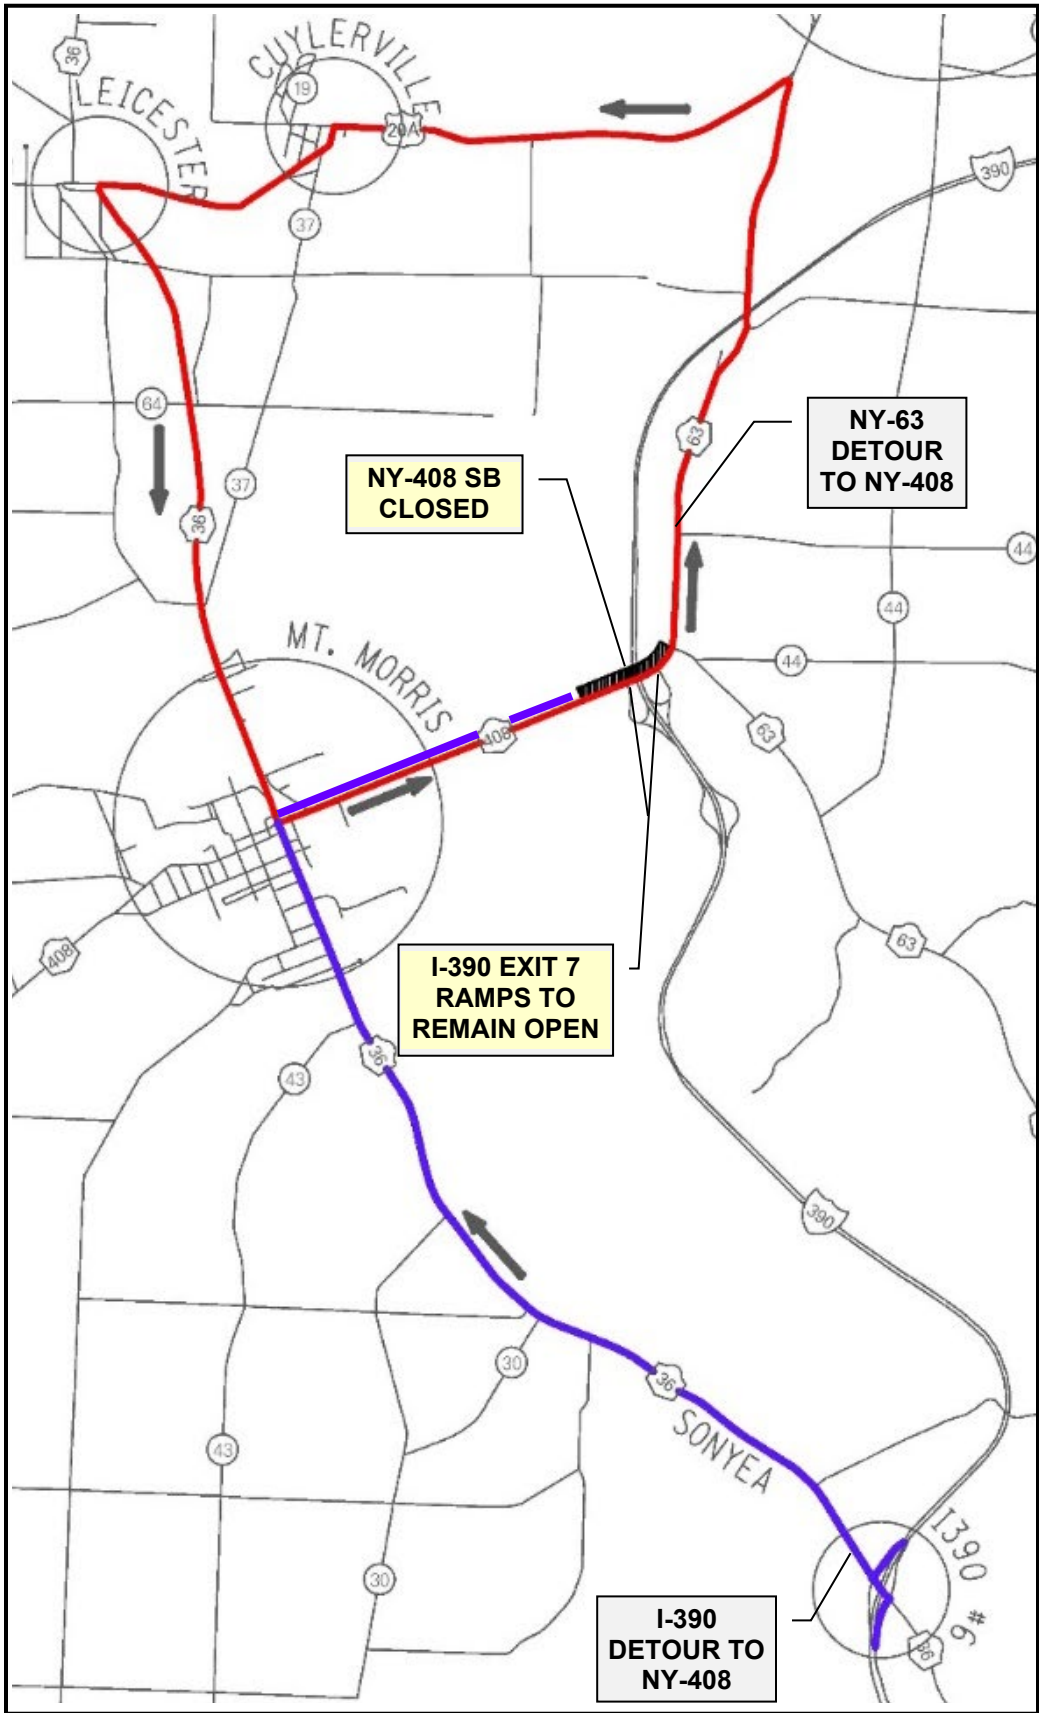 36
CUYLERVILLE
19
LEICESTER
20A
390
37
64
NY-63
DETOUR
TO NY-408
63
NY-408 SB
CLOSED
37
36
44
44
MT. MORRIS
44
408
63
408
I-390 EXIT 7
RAMPS TO
REMAIN OPEN
63
36
43
390
30
36
SONYEA
43
I390
#6
30
I-390
DETOUR TO
NY-408
36